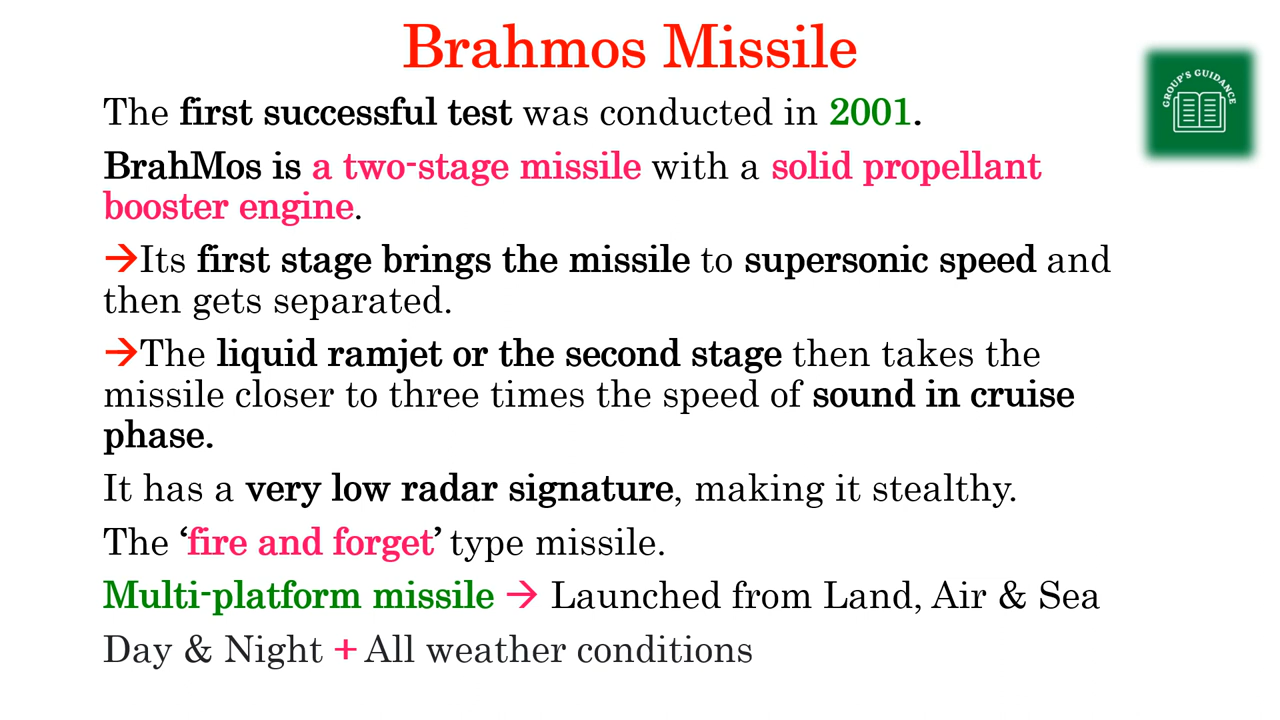 Brahmos Missile
GROUP'S GUIDANCE
The first successful test was conducted in 2001.
BrahMos is a two-stage missile with a solid propellant
booster engine.
→Its first stage brings the missile to supersonic speed and
then gets separated.
→The liquid ramjet or the second stage then takes the
missile closer to three times the speed of sound in cruise
phase.
It has a very low radar signature, making it stealthy.
The ‘fire and forget’ type missile.
Multi-platform missile → Launched from Land, Air & Sea
Day & Night + All weather conditions